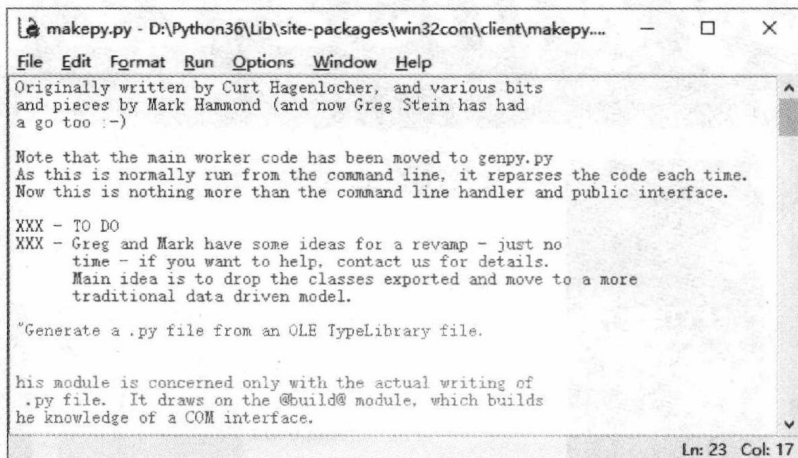 makepy.py - D:\Python36\Lib\site-packages\win32com\client\makepy....
File Edit Format Run Options Window Help
Originally written by Curt Hagenlocher, and various bits
and pieces by Mark Hammond (and now Greg Stein has had
a go too :-)
Note that the main worker code has been moved to genpy.py
As this is normally run from the command line, it reparses the code each time.
Now this is nothing more than the command line handler and public interface.
XXX - TO DO
XXX - Greg and Mark have some ideas for a revamp - just no
time - if you want to help, contact us for details.
Main idea is to drop the classes exported and move to a more
traditional data driven model.
"Generate a .py file from an OLE TypeLibrary file.
his module is concerned only with the actual writing of
.py file. It draws on the @build@ module, which builds
he knowledge of a COM interface.
Ln: 23 Col: 17